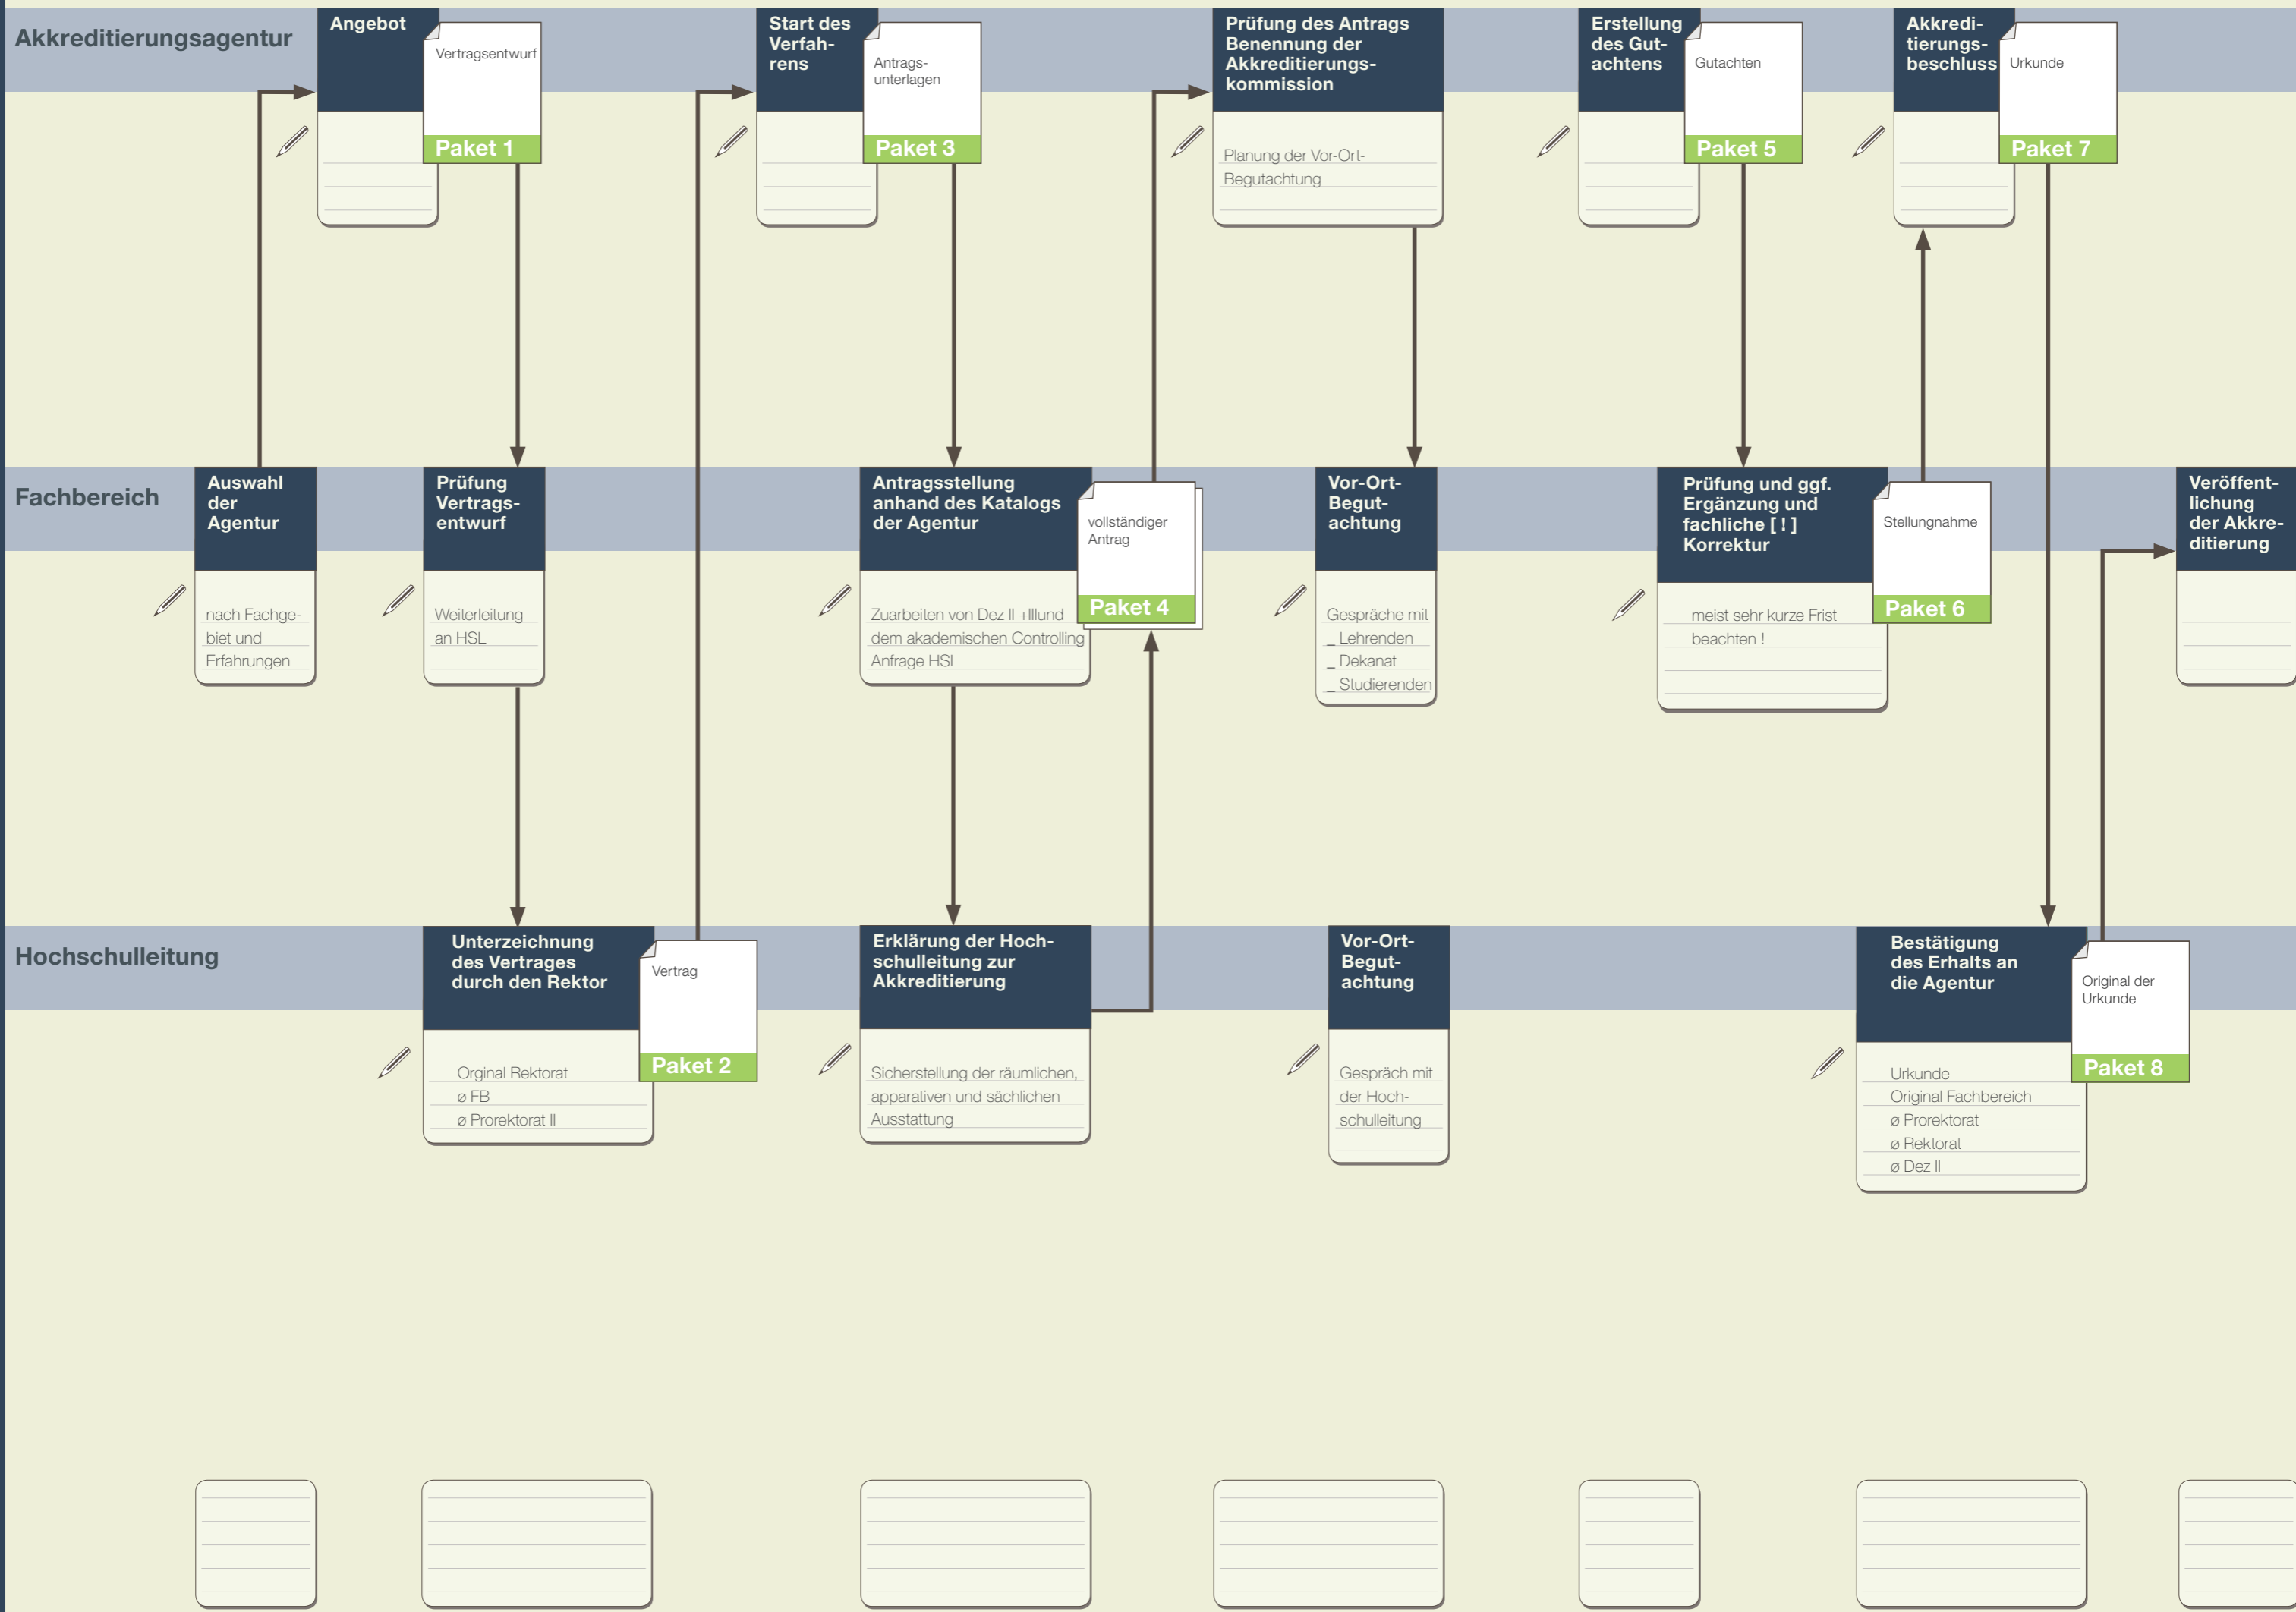 Akkreditierungsagentur
Angebot
Vertragsentwurf
Paket 1
Start des
Verfah-
rens
Antrags-
unterlagen
Paket 3
Prüfung des Antrags
Benennung der
Akkreditierungs-
kommission
Planung der Vor-Ort-
Begutachtung
Erstellung
des Gut-
achtens
Gutachten
Paket 5
Akkredi-
tierungs-
beschluss
Urkunde
Paket 7
Fachbereich
Auswahl
der
Agentur
nach Fachge-
biet und
Erfahrungen
Prüfung
Vertrags-
entwurf
Weiterleitung
an HSL
Antragsstellung
anhand des Katalogs
der Agentur
vollständiger
Antrag
Paket 4
Zuarbeiten von Dez II +IIIund
dem akademischen Controlling
Anfrage HSL
Vor-Ort-
Begut-
achtung
Gespräche mit
_ Lehrenden
_ Dekanat
_ Studierenden
Prüfung und ggf.
Ergänzung und
fachliche [ ! ]
Korrektur
Stellungnahme
Paket 6
meist sehr kurze Frist
beachten !
Veröffent-
lichung
der Akkre-
ditierung
Hochschulleitung
Unterzeichnung
des Vertrages
durch den Rektor
Vertrag
Paket 2
Orginal Rektorat
ø FB
ø Prorektorat II
Erklärung der Hoch-
schulleitung zur
Akkreditierung
Sicherstellung der räumlichen,
apparativen und sächlichen
Ausstattung
Vor-Ort-
Begut-
achtung
Gespräch mit
der Hoch-
schulleitung
Bestätigung
des Erhalts an
die Agentur
Original der
Urkunde
Paket 8
Urkunde
Original Fachbereich
ø Prorektorat
ø Rektorat
ø Dez II